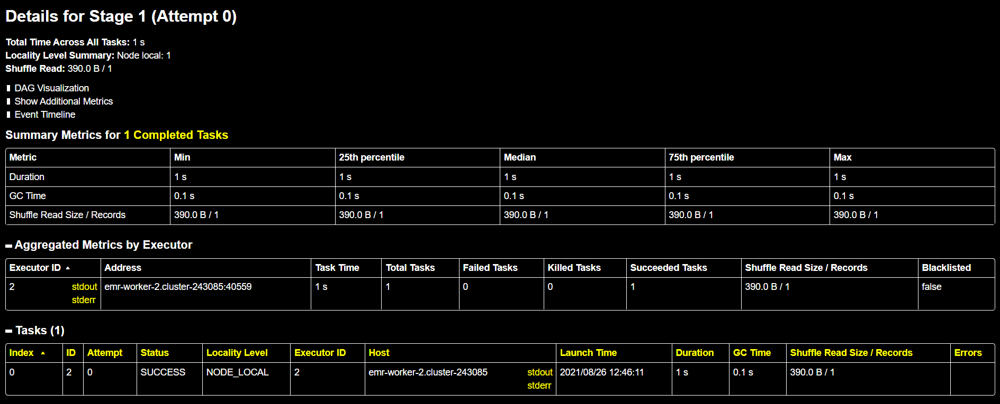 Details for Stage 1 (Attempt 0)
Total Time Across All Tasks: 1 s
Locality Level Summary: Node local: 1
Shuffle Read: 390.0 B / 1
DAG Visualization
Show Additional Metrics
Event Timeline
Summary Metrics for 1 Completed Tasks
Metric Min 25th percentile Median 75th percentile Max
Duration 1 s 1 s 1 s 1 s 1 s
GC Time 0.1 s 0.1 s 0.1 s 0.1 s 0.1 s
Shuffle Read Size / Records 390.0 B / 1 390.0 B / 1 390.0 B / 1 390.0 B / 1 390.0 B / 1
Aggregated Metrics by Executor
Executor ID Address Task Time Total Tasks Failed Tasks Killed Tasks Succeeded Tasks Shuffle Read Size / Records Blacklisted
2 stdout emr-worker-2.cluster-243085:40559 1 s 1 0 0 1 390.0 B / 1 false
stderr
Tasks (1)
Index ID Attempt Status Locality Level Executor ID Host Launch Time Duration GC Time Shuffle Read Size / Records Errors
0 2 0 SUCCESS NODE_LOCAL 2 emr-worker-2.cluster-243085 stdout 2021/08/26 12:46:11 1 s 0.1 s 390.0 B / 1
stderr